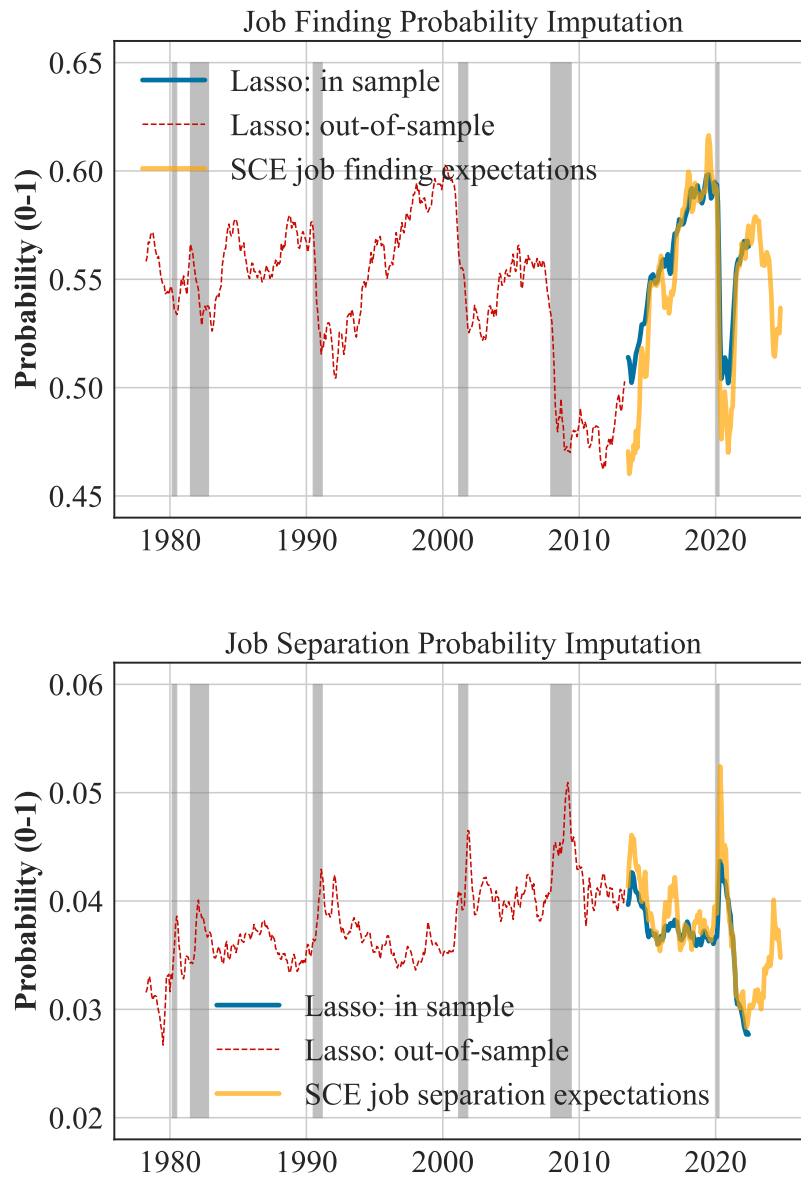 Job Finding Probability Imputation
Probability (0-1)
0.65
0.60
0.55
0.50
0.45
Lasso: in sample
Lasso: out-of-sample
SCE job finding expectations
1980 1990 2000 2010 2020
Job Separation Probability Imputation
Probability (0-1)
0.06
0.05
0.04
0.03
0.02
Lasso: in sample
Lasso: out-of-sample
SCE job separation expectations
1980 1990 2000 2010 2020